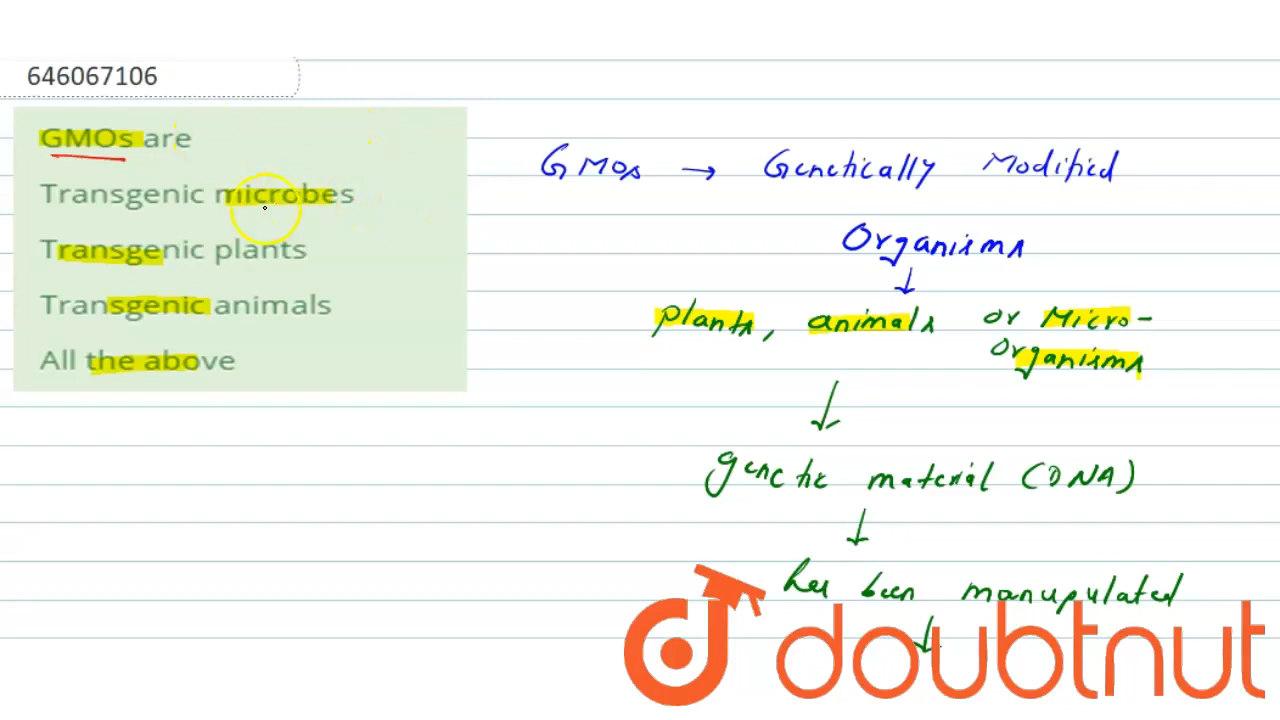 646067106
GMOs are
Transgenic microbes
Transgenic plants
Transgenic animals
All the above
GMOs → Genetically Modified
Organisms
↓
plants, animals or Micro-
Organisms
↓
genetic material (DNA)
↓
has been manupulated
↓
doubtnut